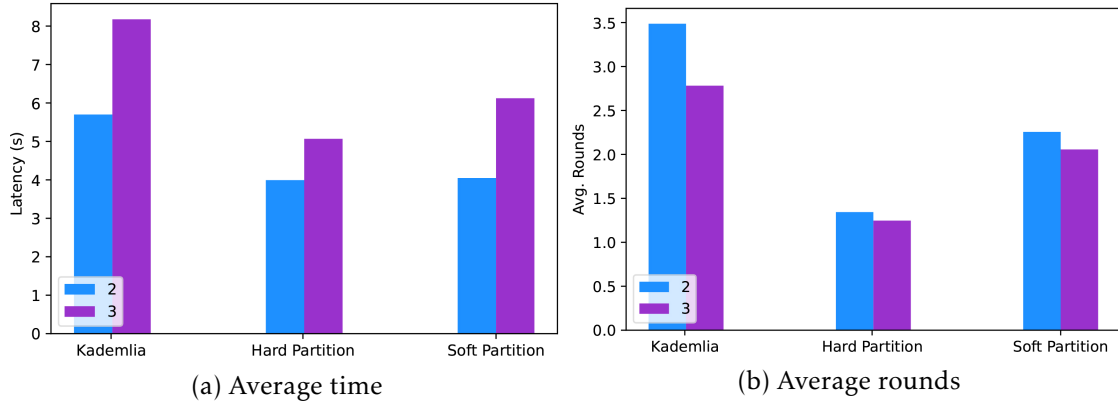 8
7
6
5
4
3
2
1
0
Latency (s)
2
3
Kademlia
Hard Partition
Soft Partition
(a) Average time
3.5
3.0
2.5
2.0
1.5
1.0
0.5
0.0
Avg. Rounds
2
3
Kademlia
Hard Partition
Soft Partition
(b) Average rounds